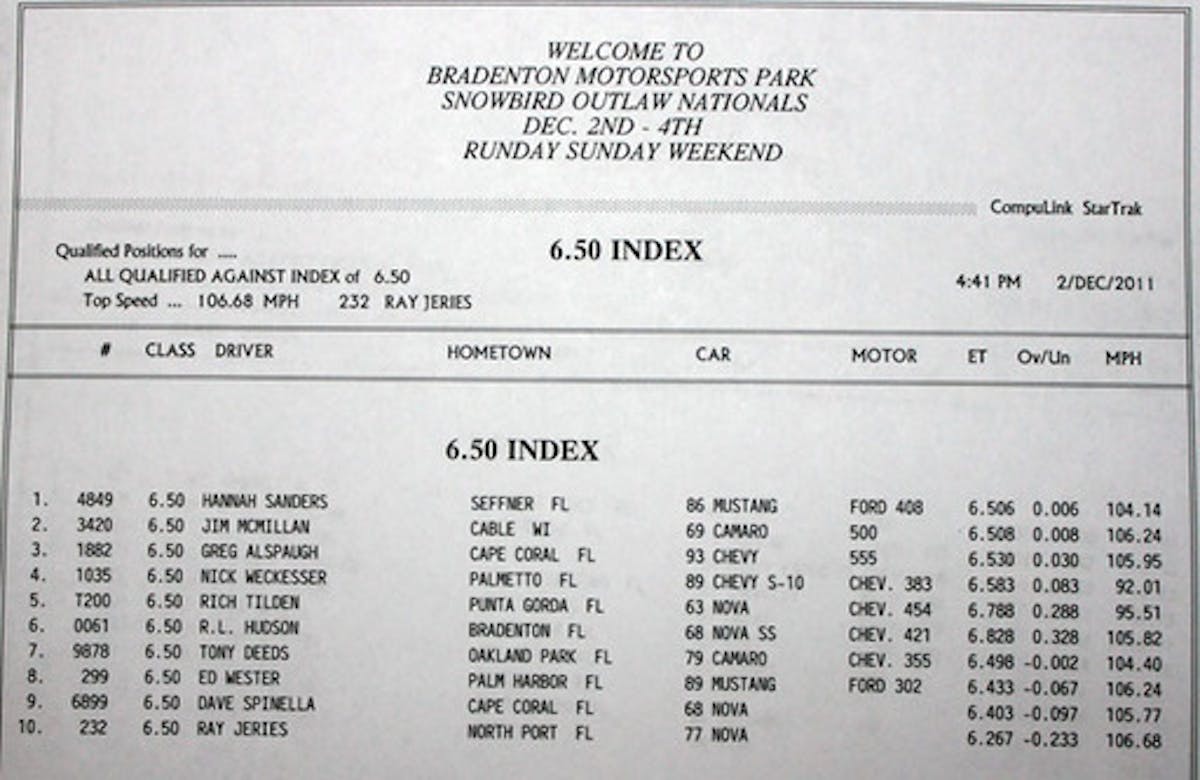 WELCOME TO
BRADENTON MOTORSPORTS PARK
SNOWBIRD OUTLAW NATIONALS
DEC. 2ND - 4TH
RUNDAY SUNDAY WEEKEND
CompuLink StarTrak
Qualified Positions for .... 6.50 INDEX
ALL QUALIFIED AGAINST INDEX of 6.50 4:41 PM 2/DEC/2011
Top Speed ... 106.68 MPH 232 RAY JERIES
# CLASS DRIVER HOMETOWN CAR MOTOR ET Ov/Un MPH
6.50 INDEX
1. 4849 6.50 HANNAH SANDERS SEFFNER FL 86 MUSTANG FORD 408 6.506 0.006 104.14
2. 3420 6.50 JIM MCMILLAN CABLE WI 69 CAMARO 500 6.508 0.008 106.24
3. 1882 6.50 GREG ALSPAUGH CAPE CORAL FL 93 CHEVY 555 6.530 0.030 105.95
4. 1035 6.50 NICK WECKESSER PALMETTO FL 89 CHEVY S-10 CHEV. 383 6.583 0.083 92.01
5. T200 6.50 RICH TILDEN PUNTA GORDA FL 63 NOVA CHEV. 454 6.788 0.288 95.51
6. 0061 6.50 R.L. HUDSON BRADENTON FL 68 NOVA SS CHEV. 421 6.828 0.328 105.82
7. 9878 6.50 TONY DEEDS OAKLAND PARK FL 79 CAMARO CHEV. 355 6.498 -0.002 104.40
8. 299 6.50 ED WESTER PALM HARBOR FL 89 MUSTANG FORD 302 6.433 -0.067 106.24
9. 6899 6.50 DAVE SPINELLA CAPE CORAL FL 68 NOVA 6.403 -0.097 105.77
10. 232 6.50 RAY JERIES NORTH PORT FL 77 NOVA 6.267 -0.233 106.68